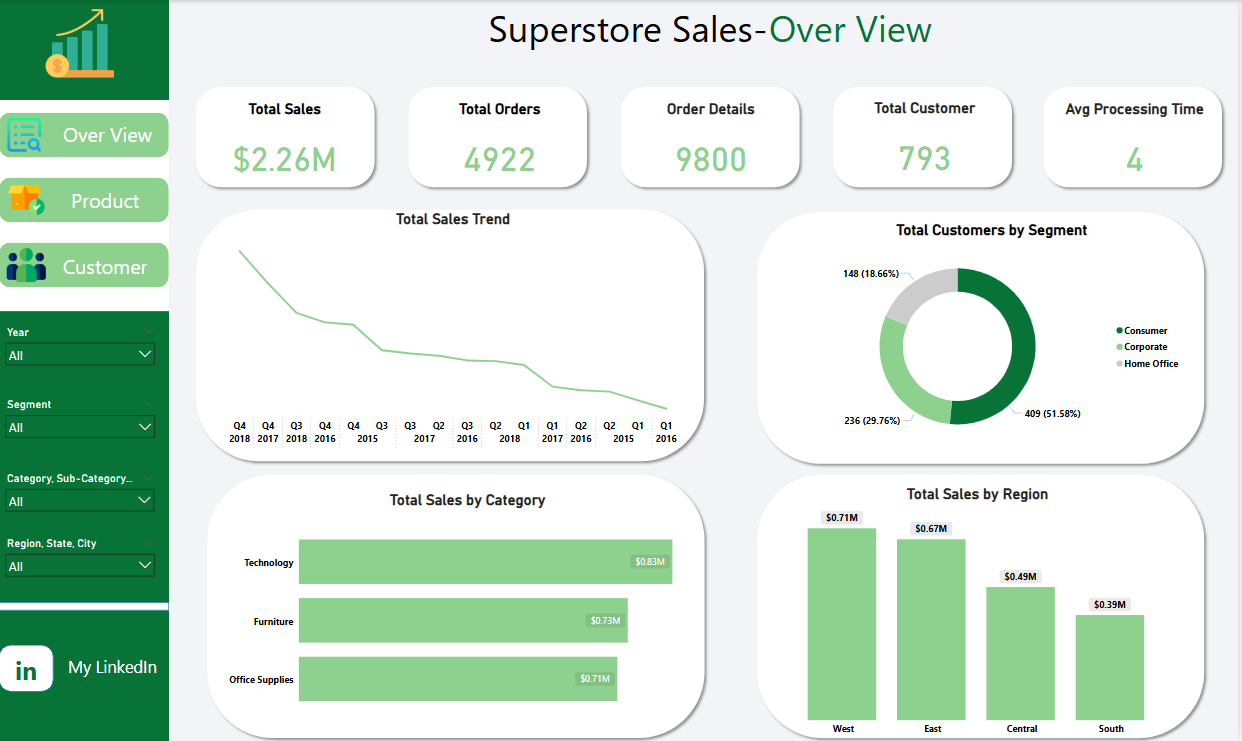 Superstore Sales-Over View
Over View
Product
Customer
Year
All
Segment
All
Category, Sub-Category...
All
Region, State, City
All
in
My LinkedIn
Total Sales
$2.26M
Total Orders
4922
Order Details
9800
Total Customer
793
Avg Processing Time
4
Total Sales Trend
Q4 Q4 Q3 Q4 Q4 Q3 Q3 Q2 Q3 Q2 Q1 Q1 Q2 Q2 Q1 Q1
2018 2017 2018 2016 2015 2017 2016 2018 2017 2016 2015 2016
Total Customers by Segment
148 (18.66%)
236 (29.76%)
409 (51.58%)
Consumer
Corporate
Home Office
Total Sales by Category
Technology $0.83M
Furniture $0.73M
Office Supplies $0.71M
Total Sales by Region
$0.71M
$0.67M
$0.49M
$0.39M
West East Central South
$